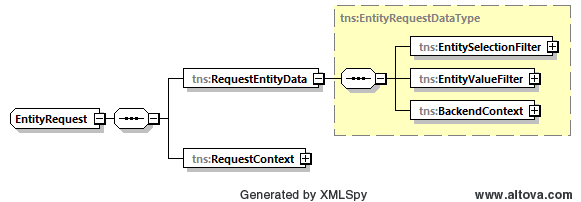 tns:EntityRequestDataType
tns:EntitySelectionFilter
tns:RequestEntityData
tns:EntityValueFilter
tns:BackendContext
EntityRequest
tns:RequestContext
Generated by XMLSpy
www.altova.com